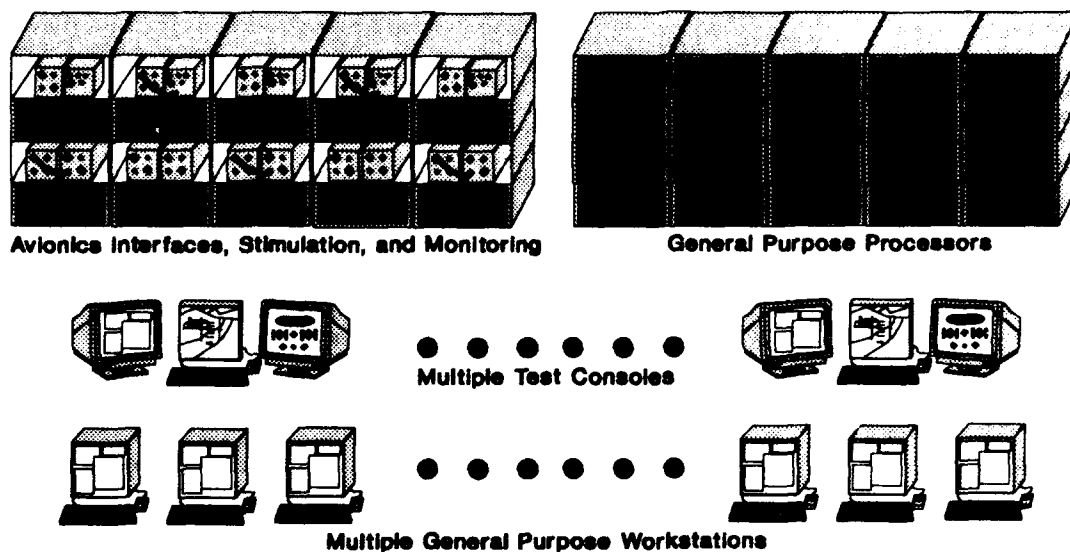 Avionics Interfaces, Stimulation, and Monitoring
General Purpose Processors
Multiple Test Consoles
Multiple General Purpose Workstations